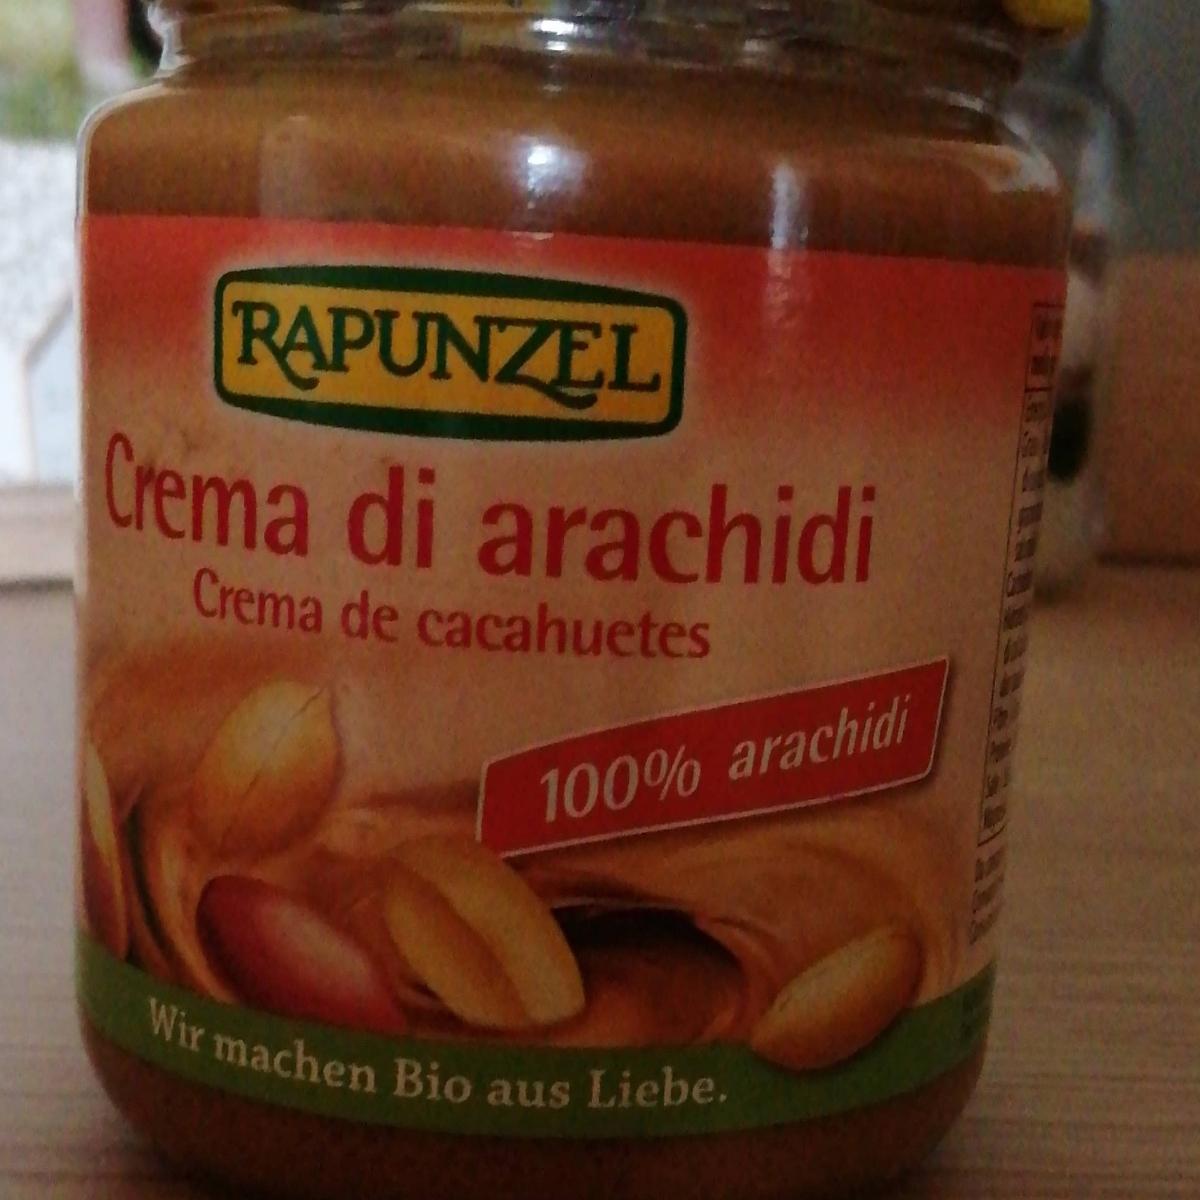 RAPUNZEL
Crema di arachidi
Crema de cacahuetes
100% arachidi
Wir machen Bio aus Liebe.